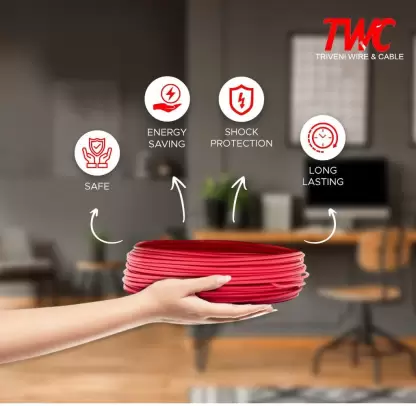 TWC
TRIVENI WIRE & CABLE
ENERGY
SAVING
SHOCK
PROTECTION
SAFE
LONG
LASTING